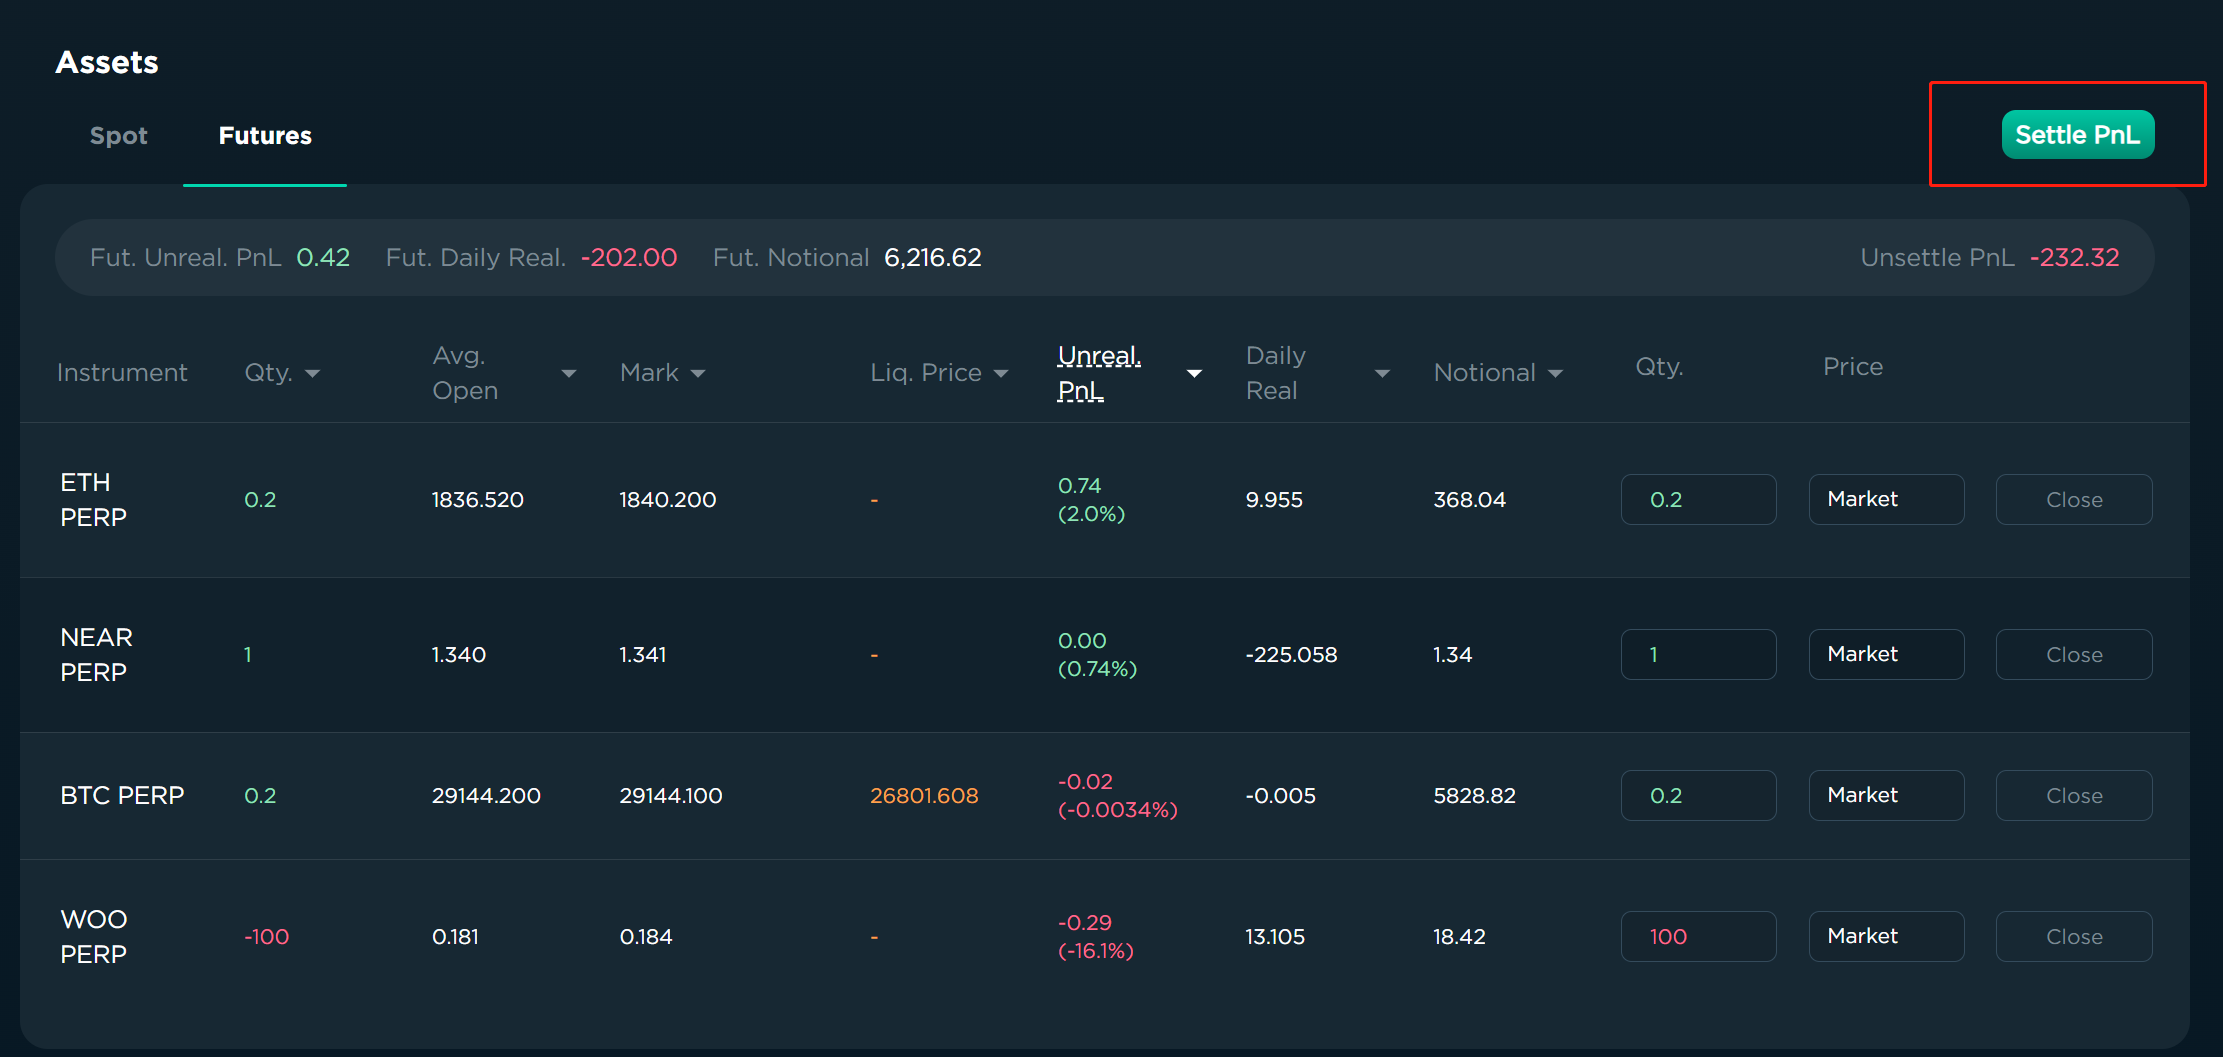 Assets
Spot Futures Settle PnL
Fut. Unreal. PnL 0.42 Fut. Daily Real. -202.00 Fut. Notional 6,216.62 Unsettle PnL -232.32
Instrument Qty. Avg. Open Mark Liq. Price Unreal. PnL Daily Real Notional Qty. Price
ETH PERP 0.2 1836.520 1840.200 - 0.74 (2.0%) 9.955 368.04 0.2 Market Close
NEAR PERP 1 1.340 1.341 - 0.00 (0.74%) -225.058 1.34 1 Market Close
BTC PERP 0.2 29144.200 29144.100 26801.608 -0.02 (-0.0034%) -0.005 5828.82 0.2 Market Close
WOO PERP -100 0.181 0.184 - -0.29 (-16.1%) 13.105 18.42 100 Market Close